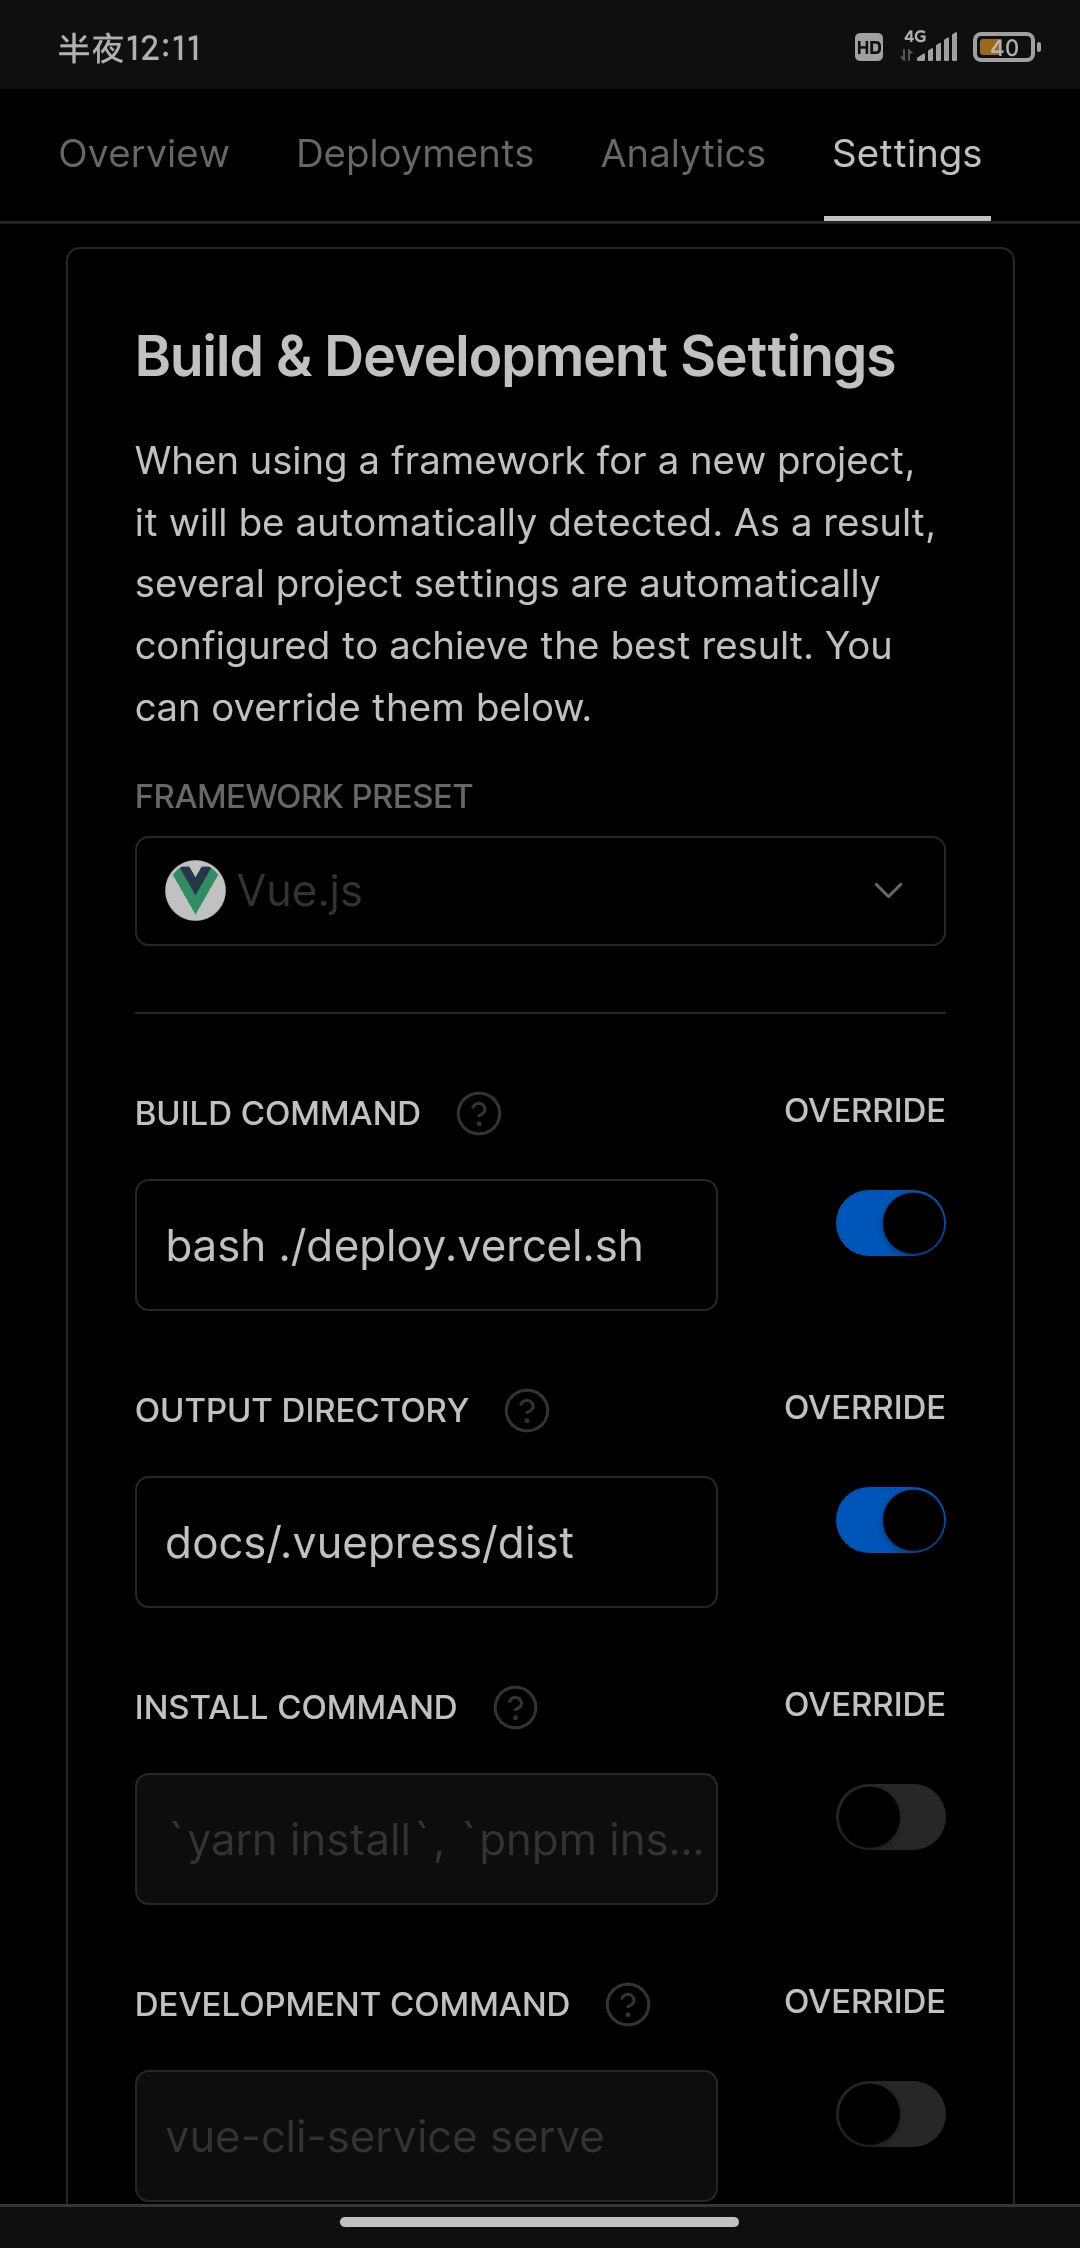 半夜12:11
HD 4G 40
Overview Deployments Analytics Settings
Build & Development Settings
When using a framework for a new project,
it will be automatically detected. As a result,
several project settings are automatically
configured to achieve the best result. You
can override them below.
FRAMEWORK PRESET
Vue.js
BUILD COMMAND ? OVERRIDE
bash ./deploy.vercel.sh
OUTPUT DIRECTORY ? OVERRIDE
docs/.vuepress/dist
INSTALL COMMAND ? OVERRIDE
`yarn install`, `pnpm ins...
DEVELOPMENT COMMAND ? OVERRIDE
vue-cli-service serve